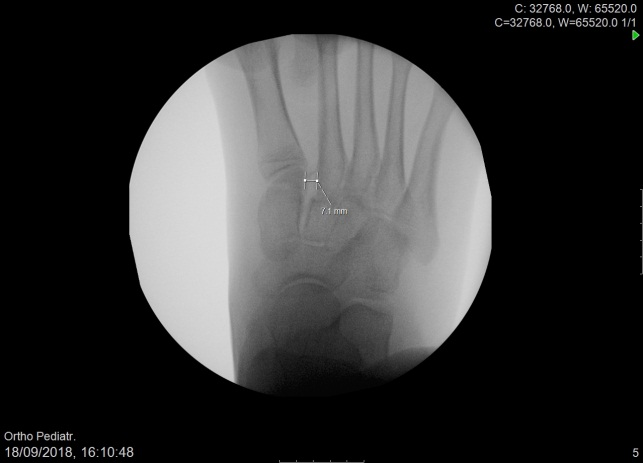 C: 32768.0, W: 65520.0
C=32768.0, W=65520.0 1/1
7.1 mm
Ortho Pediatr.
18/09/2018, 16:10:48
5